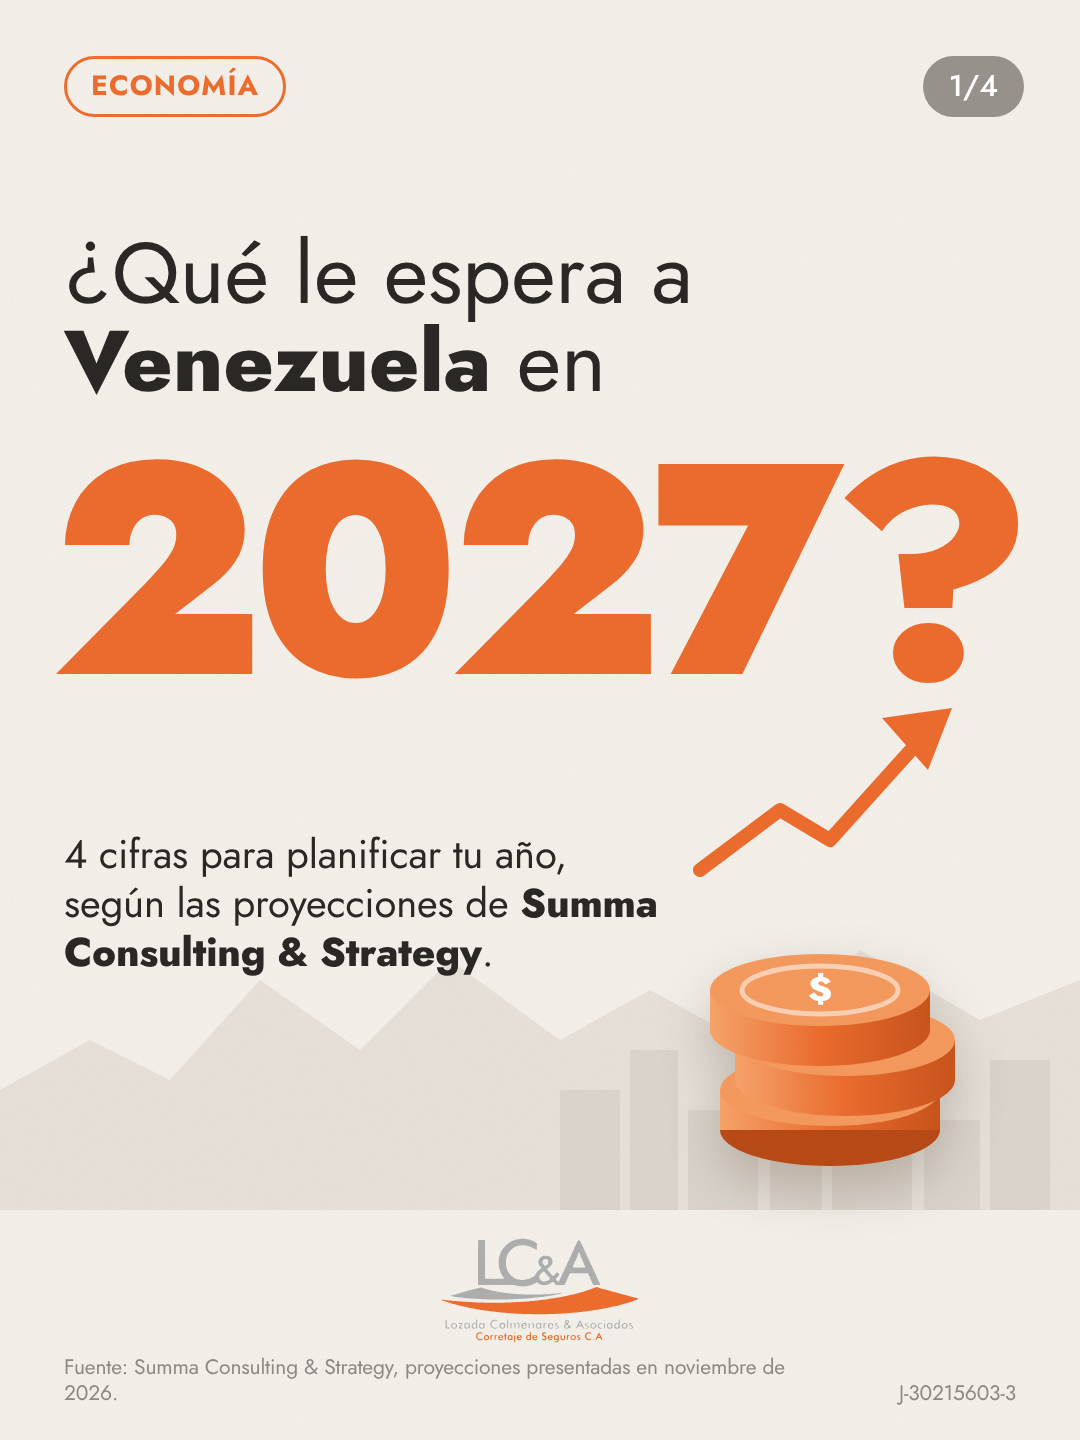 ECONOMÍA
1/4
¿Qué le espera a
Venezuela en
2027?
4 cifras para planificar tu año,
según las proyecciones de Summa
Consulting & Strategy.
$
LC&A
Lozada Colmenares & Asociados
Corretaje de Seguros C.A
Fuente: Summa Consulting & Strategy, proyecciones presentadas en noviembre de
2026.
J-30215603-3